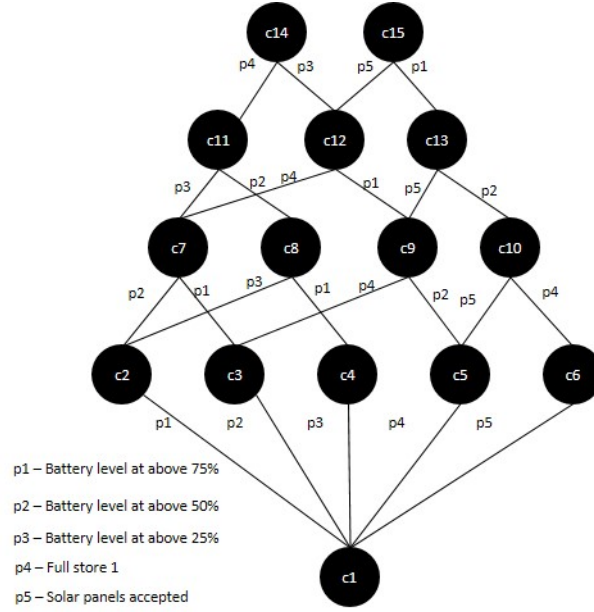 c14 c15
p4 p3 p5 p1
c11 c12 c13
p3 p2 p4 p1 p5 p2
c7 c8 c9 c10
p2 p1 p3 p1 p4 p2 p5 p4
c2 c3 c4 c5 c6
p1 p2 p3 p4 p5
p1 – Battery level at above 75%
p2 – Battery level at above 50%
p3 – Battery level at above 25%
p4 – Full store 1
c1
p5 – Solar panels accepted